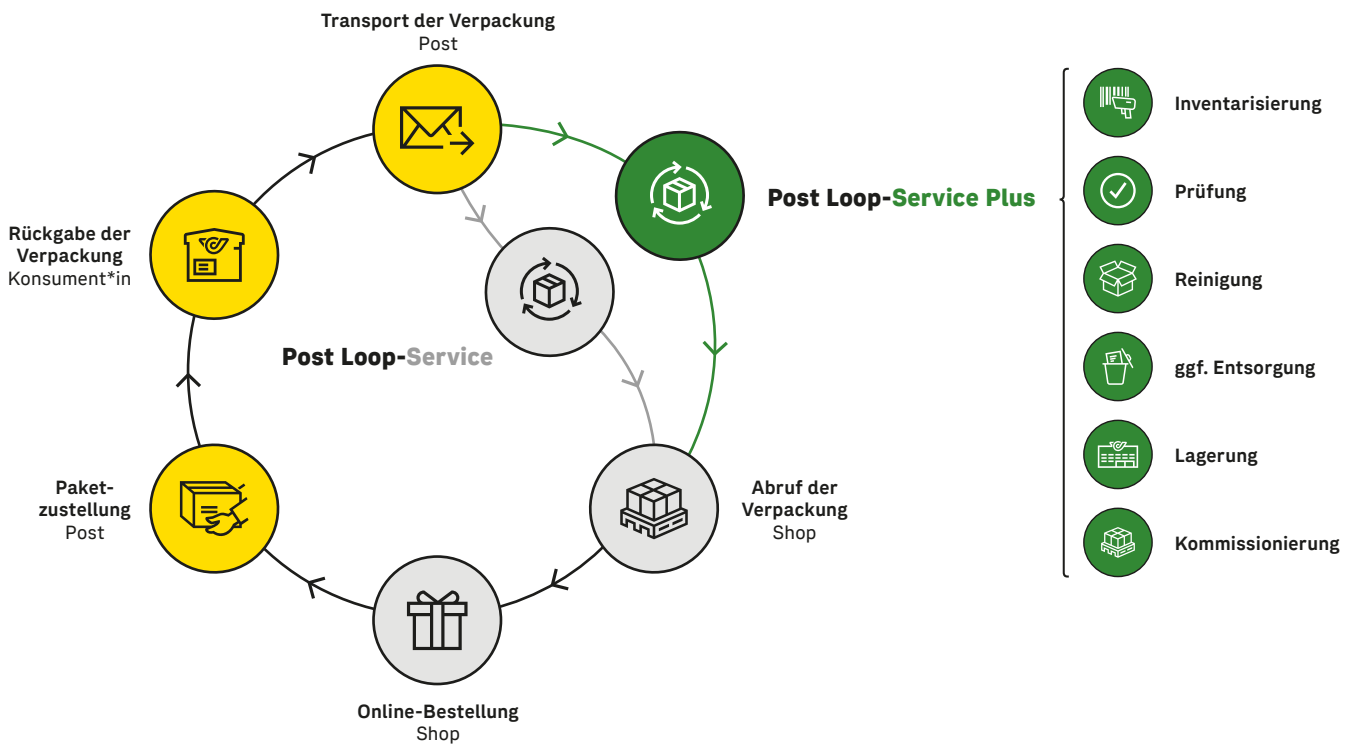 Transport der Verpackung
Post
Rückgabe der
Verpackung
Konsument*in
Post Loop-Service Plus
Post Loop-Service
Paket-
zustellung
Post
Abruf der
Verpackung
Shop
Online-Bestellung
Shop
Inventarisierung
Prüfung
Reinigung
ggf. Entsorgung
Lagerung
Kommissionierung